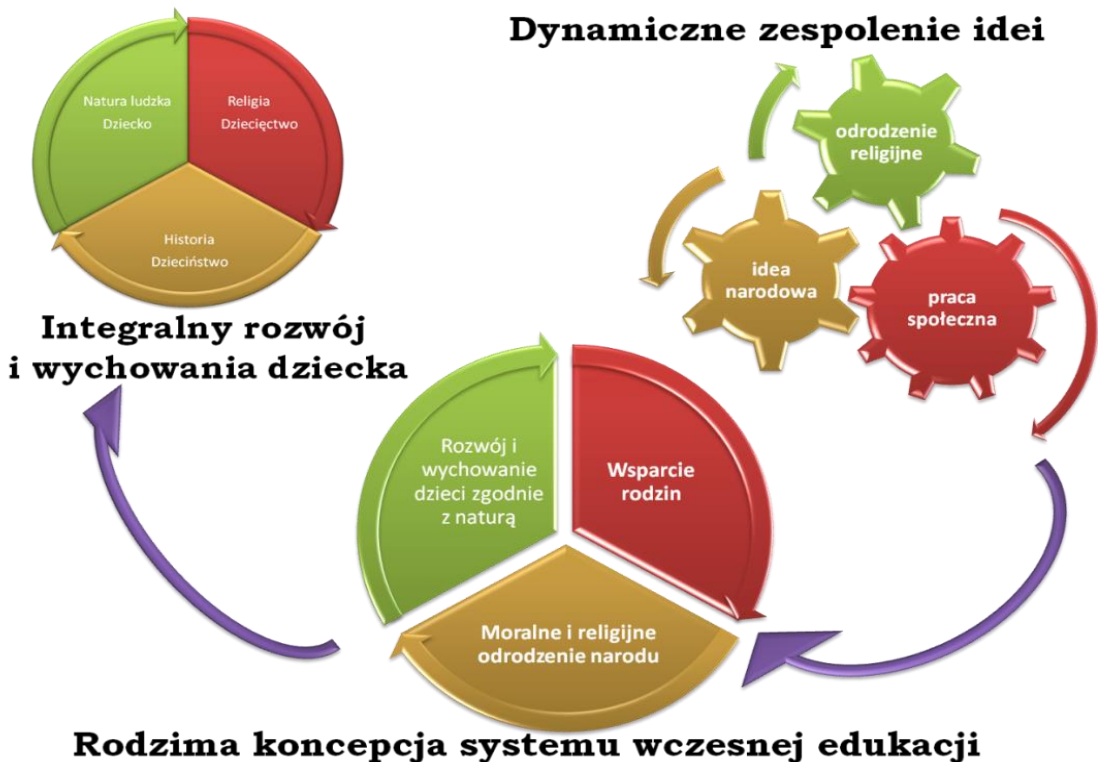 Dynamiczne zespolenie idei
Natura ludzka
Dziecko
Religia
Dziecięctwo
Historia
Dzieciństwo
odrodzenie
religijne
idea
narodowa
praca
społeczna
Integralny rozwój
i wychowania dziecka
Rozwój i
wychowanie
dzieci zgodnie
z naturą
Wsparcie
rodzin
Moralne i religijne
odrodzenie narodu
Rodzima koncepcja systemu wczesnej edukacji